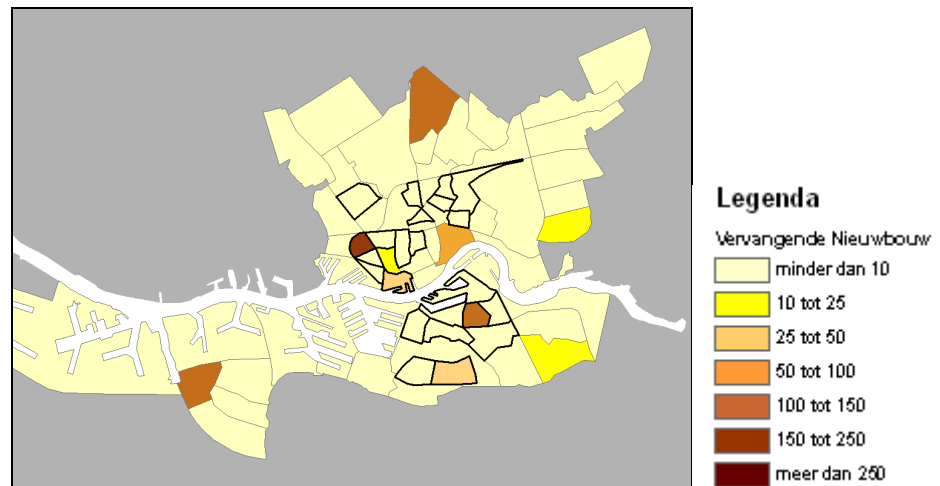 Legenda
Vervangende Nieuwbouw
minder dan 10
10 tot 25
25 tot 50
50 tot 100
100 tot 150
150 tot 250
meer dan 250